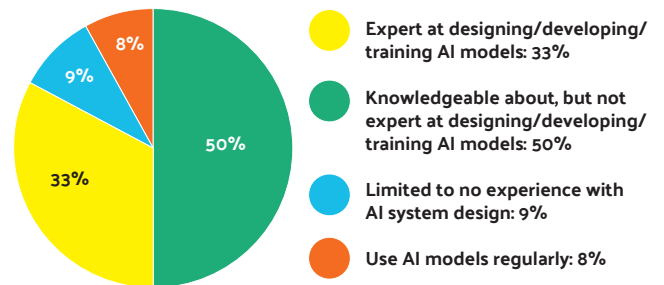 8%
9%
50%
33%
Expert at designing/developing/
training AI models: 33%
Knowledgeable about, but not
expert at designing/developing/
training AI models: 50%
Limited to no experience with
AI system design: 9%
Use AI models regularly: 8%